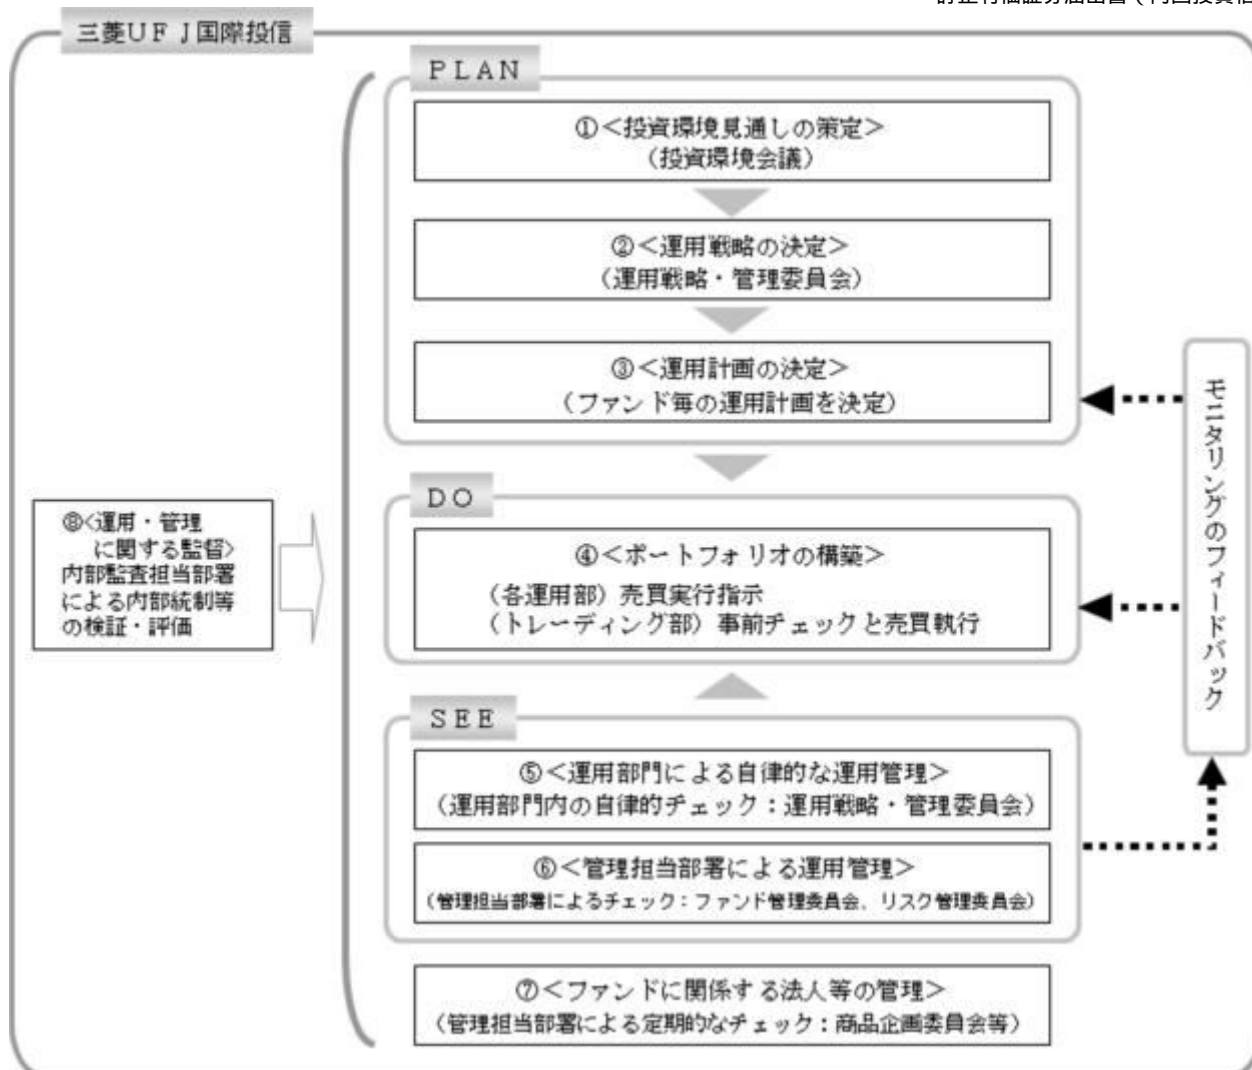 訂正有価証券届出書(内国投資信
三菱UFJ国際投信
PLAN
①<投資環境見通しの策定>
(投資環境会議)
②<運用戦略の決定>
(運用戦略・管理委員会)
③<運用計画の決定>
(ファンド毎の運用計画を決定)
DO
④<ポートフォリオの構築>
(各運用部)売買実行指示
(トレーディング部)事前チェックと売買執行
SEE
⑤<運用部門による自律的な運用管理>
(運用部門内の自律的チェック:運用戦略・管理委員会)
⑥<管理担当部署による運用管理>
(管理担当部署によるチェック:ファンド管理委員会、リスク管理委員会)
⑦<ファンドに関係する法人等の管理>
(管理担当部署による定期的なチェック:商品企画委員会等)
⑧<運用・管理
に関する監督>
内部監査担当部署
による内部統制等
の検証・評価
モニタリングのフィードバック